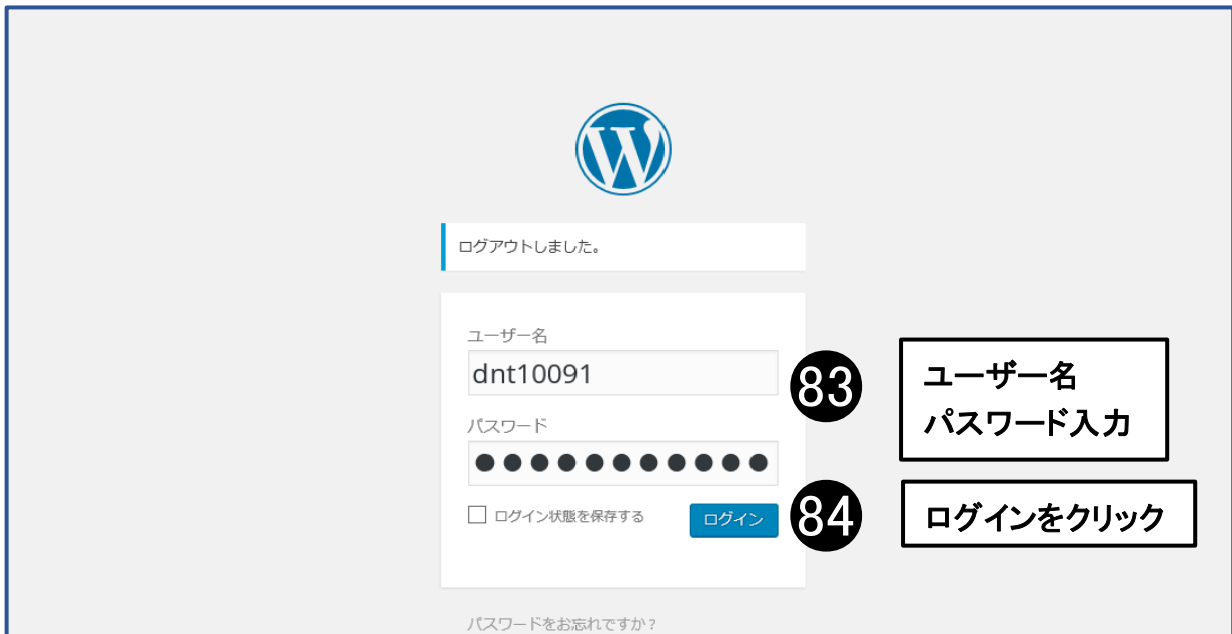 ログアウトしました。
ユーザー名
dnt10091
83
ユーザー名
パスワード入力
パスワード
●●●●●●●●●●●
ログイン状態を保存する
ログイン
84
ログインをクリック
パスワードをお忘れですか ?